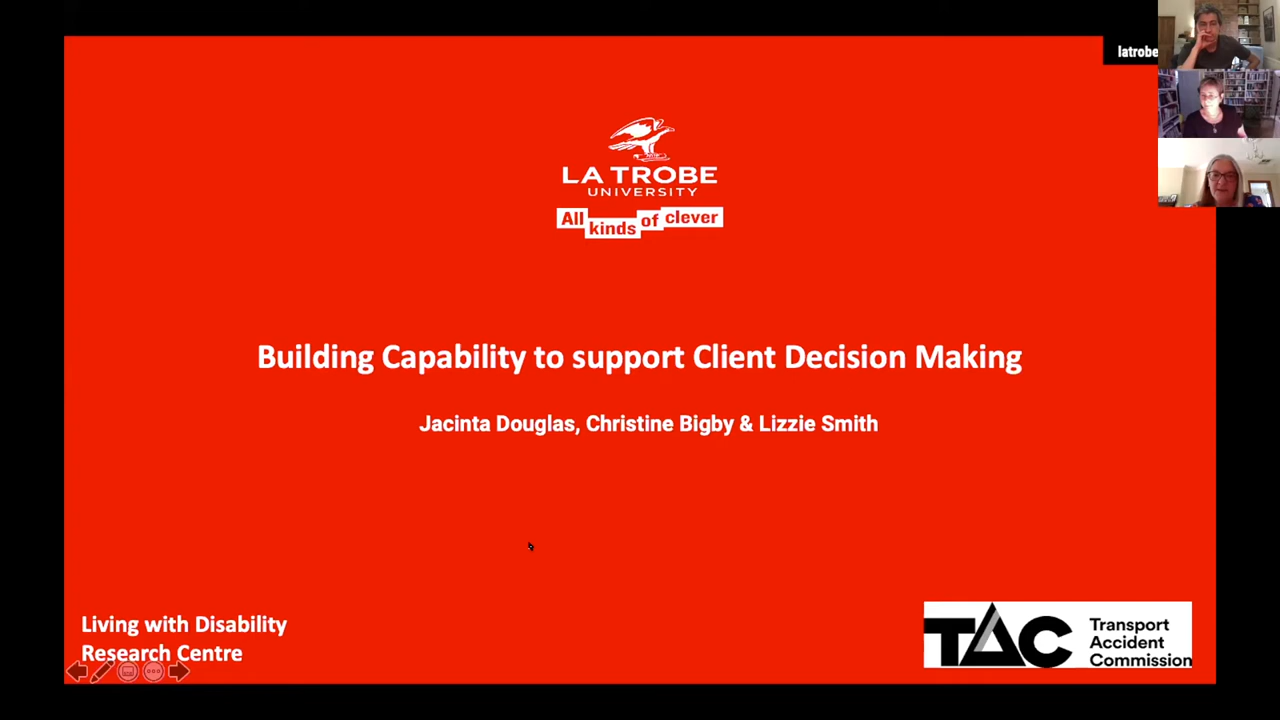 latrobe
LA TROBE
UNIVERSITY
All kinds of clever
Building Capability to support Client Decision Making
Jacinta Douglas, Christine Bigby & Lizzie Smith
Living with Disability
Research Centre
TAC
Transport
Accident
Commission